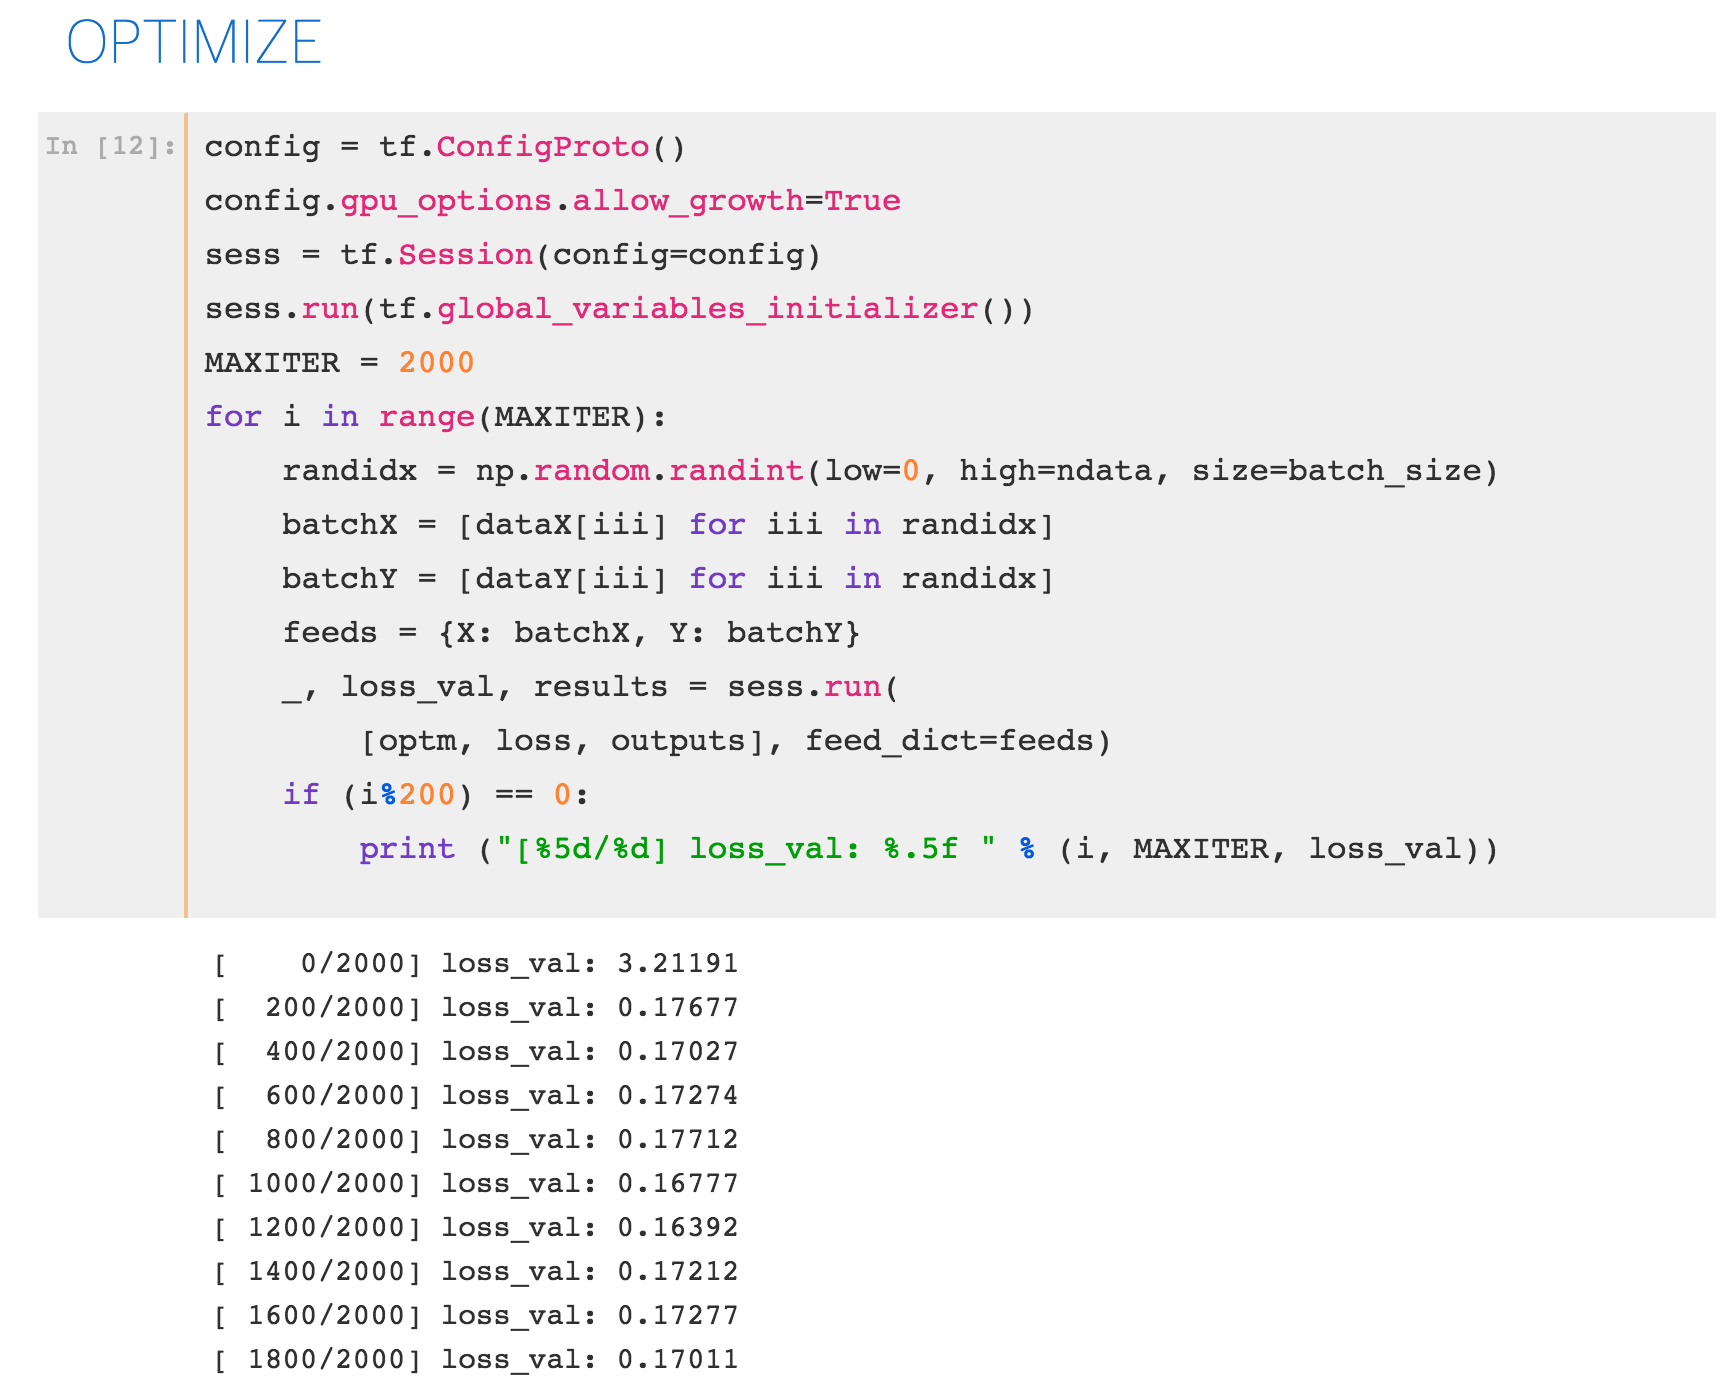 OPTIMIZE
In [12]:
config = tf.ConfigProto()
config.gpu_options.allow_growth=True
sess = tf.Session(config=config)
sess.run(tf.global_variables_initializer())
MAXITER = 2000
for i in range(MAXITER):
    randidx = np.random.randint(low=0, high=ndata, size=batch_size)
    batchX = [dataX[iii] for iii in randidx]
    batchY = [dataY[iii] for iii in randidx]
    feeds = {X: batchX, Y: batchY}
    _, loss_val, results = sess.run(
        [optm, loss, outputs], feed_dict=feeds)
    if (i%200) == 0:
        print ("[%5d/%d] loss_val: %.5f " % (i, MAXITER, loss_val))
[    0/2000] loss_val: 3.21191
[  200/2000] loss_val: 0.17677
[  400/2000] loss_val: 0.17027
[  600/2000] loss_val: 0.17274
[  800/2000] loss_val: 0.17712
[ 1000/2000] loss_val: 0.16777
[ 1200/2000] loss_val: 0.16392
[ 1400/2000] loss_val: 0.17212
[ 1600/2000] loss_val: 0.17277
[ 1800/2000] loss_val: 0.17011